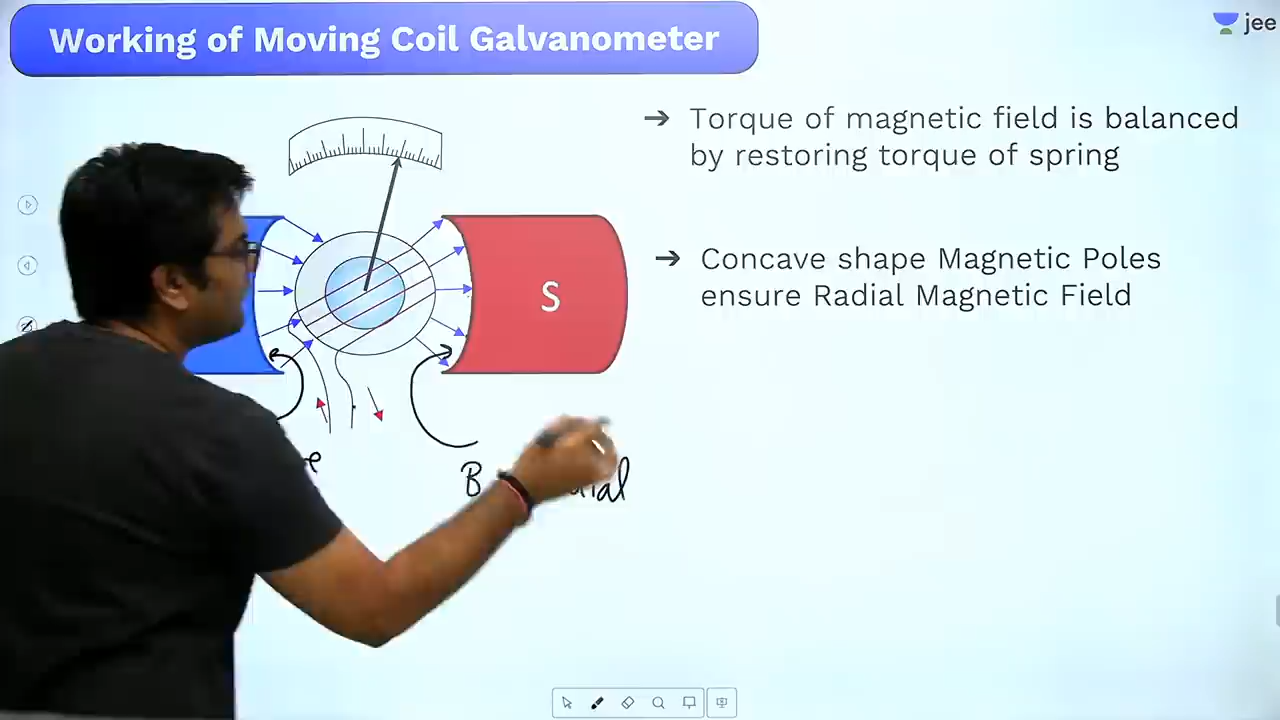 Working of Moving Coil Galvanometer
jee
➔ Torque of magnetic field is balanced
by restoring torque of spring
➔ Concave shape Magnetic Poles
ensure Radial Magnetic Field
S
B